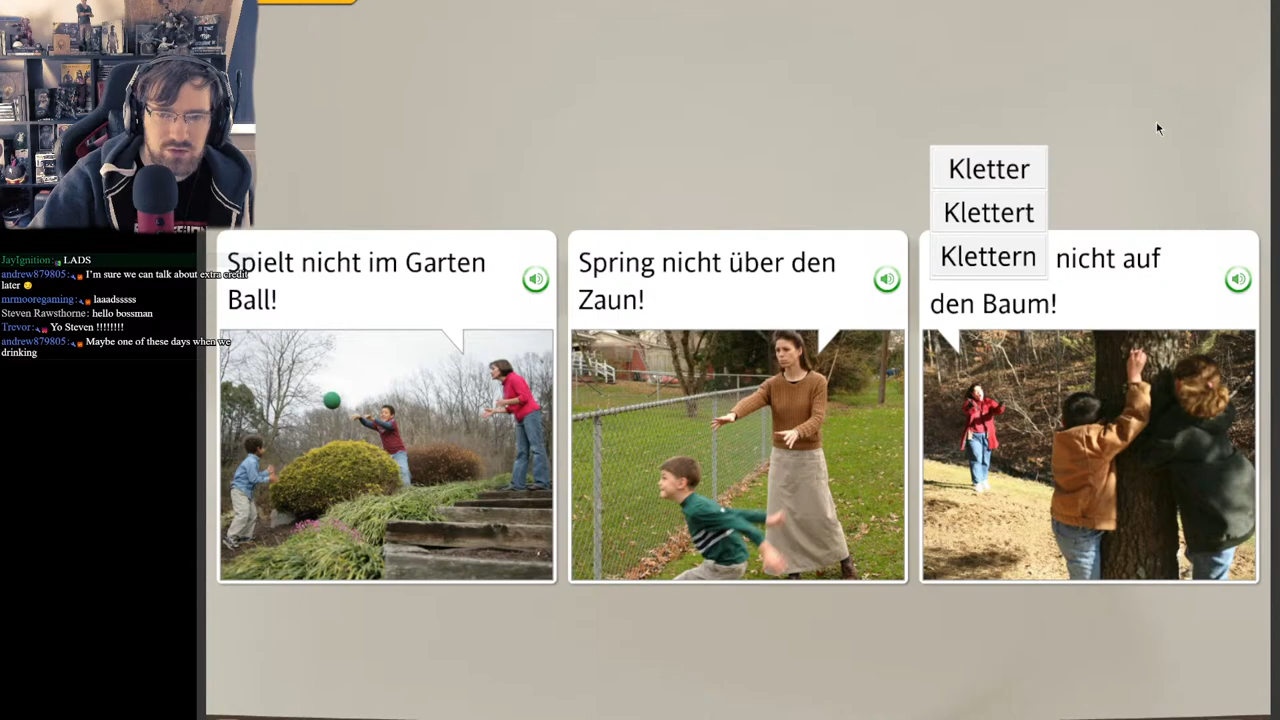 JayIgnition: LADS
andrew879805: I'm sure we can talk about extra credit
later
mrmooregaming: laaadsssss
Steven Rawsthorne: hello bossman
Trevor: Yo Steven !!!!!!!!
andrew879805: Maybe one of these days when we
drinking
Spielt nicht im Garten
Ball!
Spring nicht über den
Zaun!
Kletter
Klettert
Klettern nicht auf
den Baum!